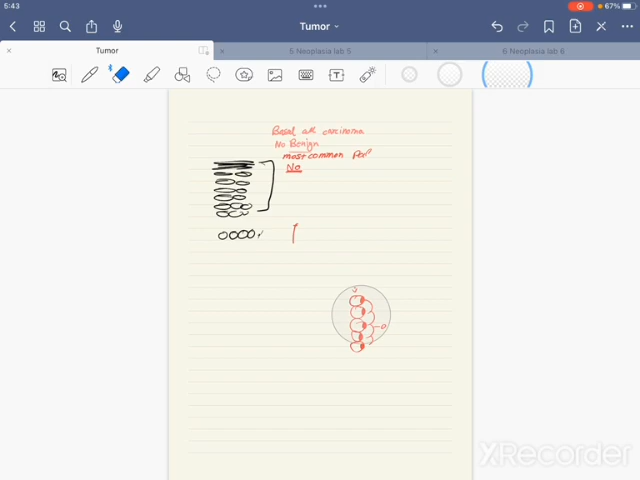 5:43
67%
Tumor
Tumor
5 Neoplasia lab 5
6 Neoplasia lab 6
T
Basal carcinoma
No Benign
most common
No
XRecorder